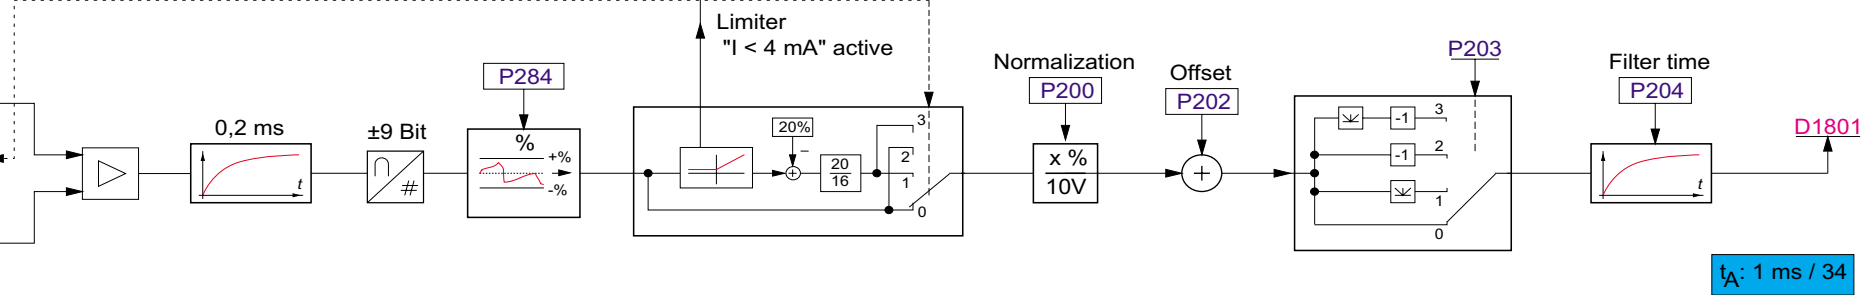 Limiter
"I < 4 mA" active
P203
Normalization
Offset
Filter time
P284
P200
P202
P204
0,2 ms
±9 Bit
%
+%
-%
20%
−
3
2
1
0
20
16
x %
10V
+
-1
3
-1
2
1
0
D1801
t
#
t
tA: 1 ms / 34